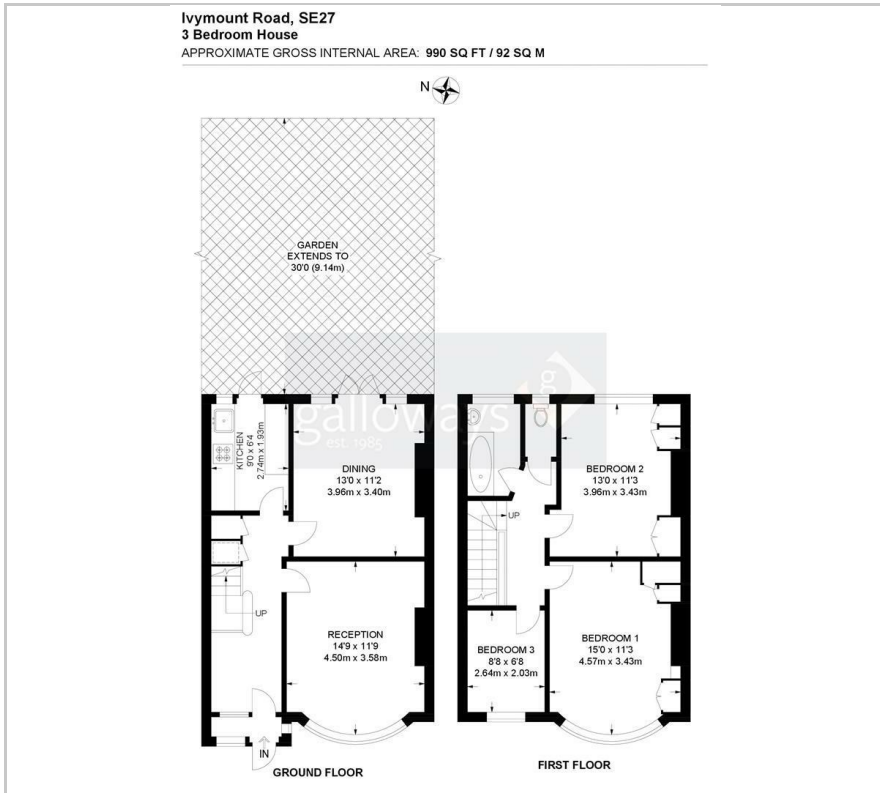 Ivymount Road, SE27
3 Bedroom House
APPROXIMATE GROSS INTERNAL AREA: 990 SQ FT / 92 SQ M
N
GARDEN
EXTENDS TO
30'0 (9.14m)
galloways
est. 1985
g
KITCHEN
9'0 x 6'4
2.74m x 1.93m
DINING
13'0 x 11'2
3.96m x 3.40m
UP
RECEPTION
14'9 x 11'9
4.50m x 3.58m
IN
GROUND FLOOR
BEDROOM 2
13'0 x 11'3
3.96m x 3.43m
UP
BEDROOM 3
8'8 x 6'8
2.64m x 2.03m
BEDROOM 1
15'0 x 11'3
4.57m x 3.43m
FIRST FLOOR